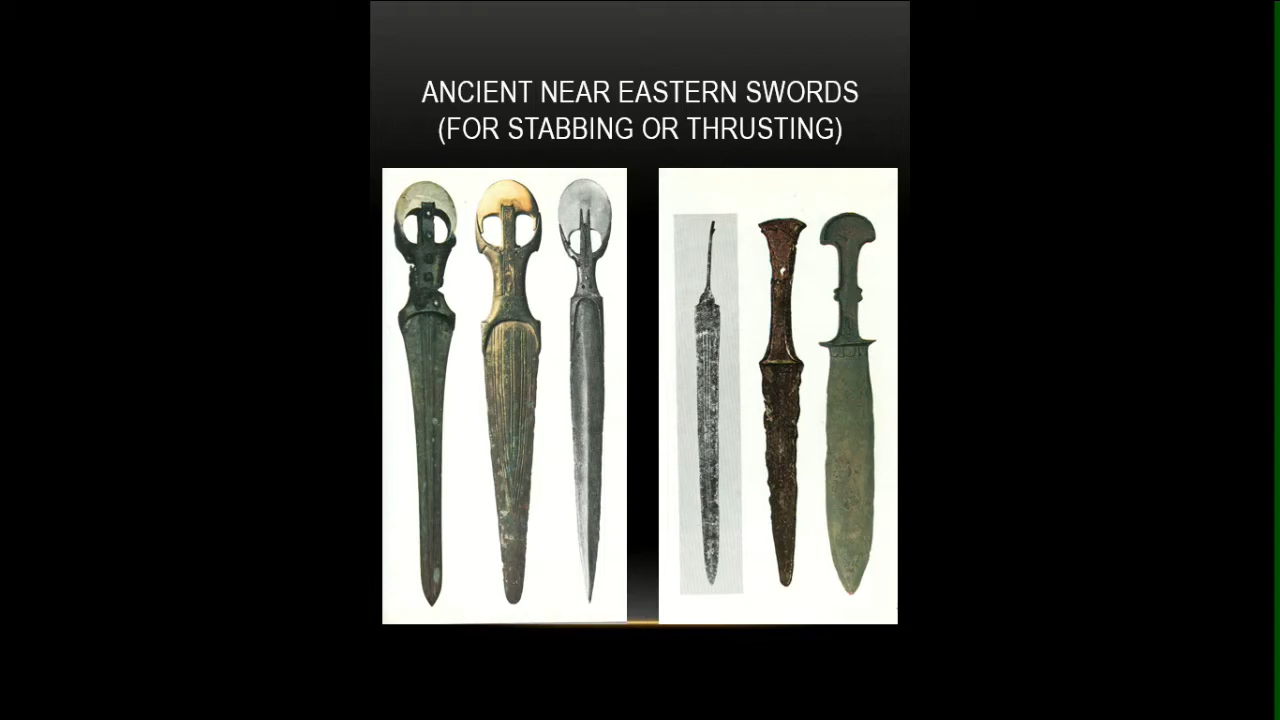 ANCIENT NEAR EASTERN SWORDS
(FOR STABBING OR THRUSTING)